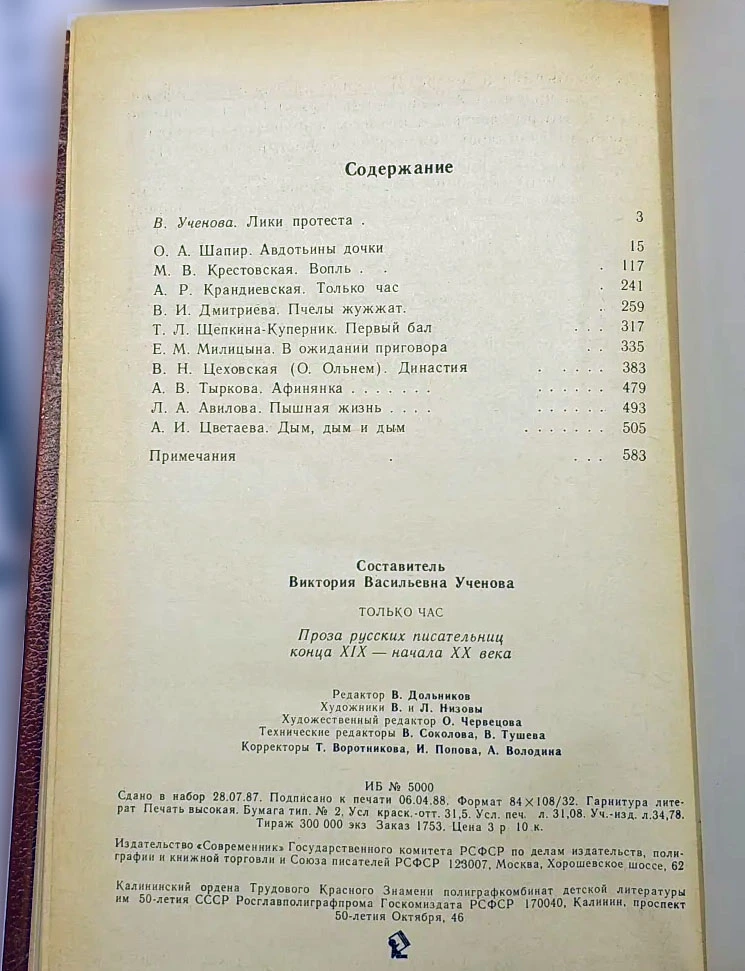 Содержание
В. Ученова. Лики протеста . 3
О. А. Шапир. Авдотьины дочки 15
М. В. Крестовская. Вопль . . . 117
А. Р. Крандиевская. Только час . 241
В. И. Дмитриева. Пчелы жужжат. . 259
Т. Л. Щепкина-Куперник. Первый бал . . . 317
Е. М. Милицына. В ожидании приговора . . 335
В. Н. Цеховская (О. Ольнем). Династия . . . . . . 383
А. В. Тыркова. Афинянка . . . . . . . . . . . . . 479
Л. А. Авилова. Пышная жизнь . . . . . . . . . . 493
А. И. Цветаева. Дым, дым и дым . . . . . . . 505
Примечания . . . . 583
Составитель
Виктория Васильевна Ученова
ТОЛЬКО ЧАС
Проза русских писательниц
конца XIX — начала XX века
Редактор В. Дольников
Художники В. и Л. Низовы
Художественный редактор О. Червецова
Технические редакторы В. Соколова, В. Тушева
Корректоры Т. Воротникова, И. Попова, А. Володина
ИБ № 5000
Сдано в набор 28.07.87. Подписано к печати 06.04.88. Формат 84×108/32. Гарнитура лите-
рат Печать высокая. Бумага тип. № 2, Усл краск.-отт. 31,5. Усл. печ. л. 31,08. Уч.-изд. л.34,78.
Тираж 300 000 экз Заказ 1753. Цена 3 р 10 к.
Издательство «Современник» Государственного комитета РСФСР по делам издательств, поли-
графии и книжной торговли и Союза писателей РСФСР 123007, Москва, Хорошевское шоссе, 62
Калининский ордена Трудового Красного Знамени полиграфкомбинат детской литературы
им 50-летия СССР Росглавполиграфпрома Госкомиздата РСФСР 170040, Калинин, проспект
50-летия Октября, 46